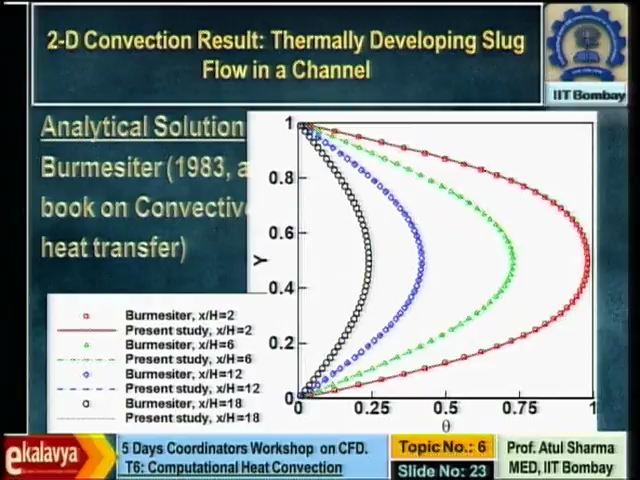 2-D Convection Result: Thermally Developing Slug
Flow in a Channel
IIT Bombay
Analytical Solution
Burmesiter (1983, a
book on Convective
heat transfer)
1
0.8
0.6
Y
0.4
0.2
0
0
0.25
0.5
0.75
1
θ
Burmesiter, x/H=2
Present study, x/H=2
Burmesiter, x/H=6
Present study, x/H=6
Burmesiter, x/H=12
Present study, x/H=12
Burmesiter, x/H=18
Present study, x/H=18
ekalavya
5 Days Coordinators Workshop on CFD.
T6: Computational Heat Convection
Topic No.: 6
Slide No: 23
Prof. Atul Sharma
MED, IIT Bombay